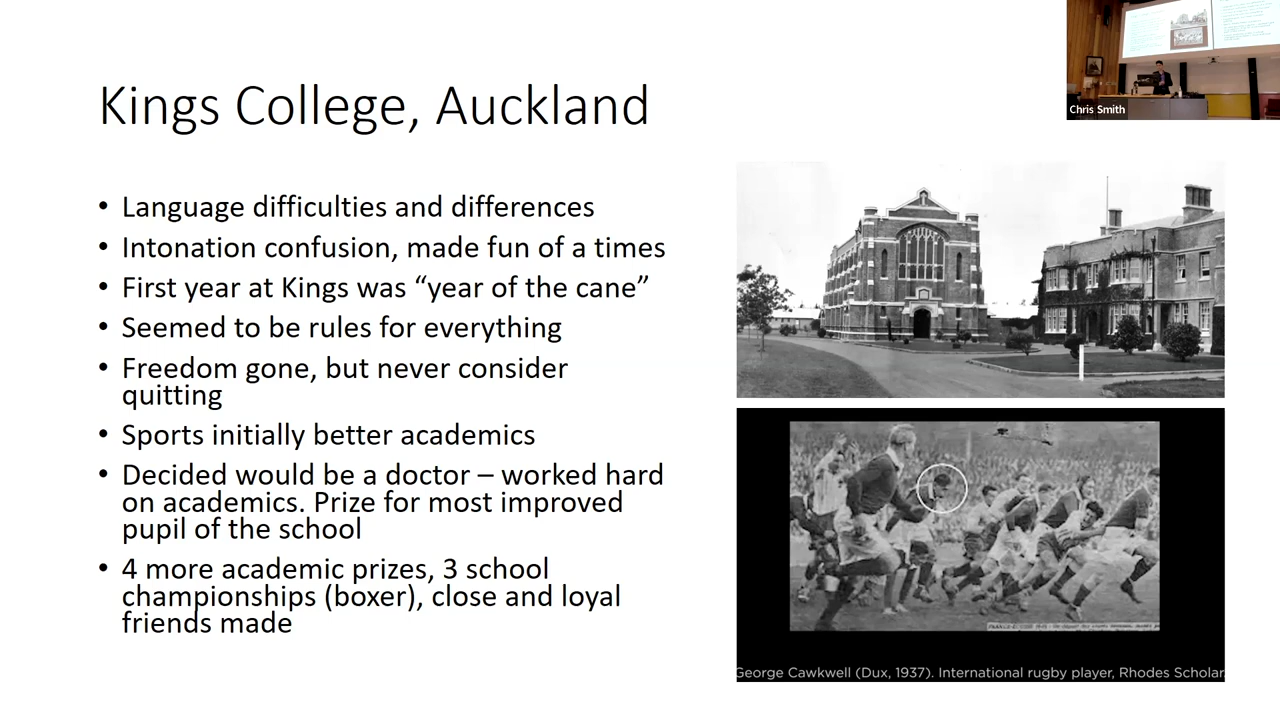 Kings College, Auckland
• Language difficulties and differences
• Intonation confusion, made fun of a times
• First year at Kings was “year of the cane”
• Seemed to be rules for everything
• Freedom gone, but never consider
quitting
• Sports initially better academics
• Decided would be a doctor – worked hard
on academics. Prize for most improved
pupil of the school
• 4 more academic prizes, 3 school
championships (boxer), close and loyal
friends made
Chris Smith
George Cawkwell (Dux, 1937). International rugby player, Rhodes Scholar.